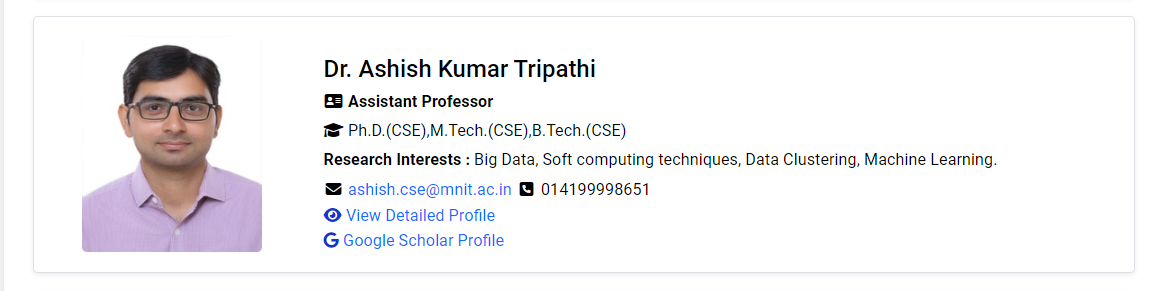 Dr. Ashish Kumar Tripathi
Assistant Professor
Ph.D.(CSE),M.Tech.(CSE),B.Tech.(CSE)
Research Interests : Big Data, Soft computing techniques, Data Clustering, Machine Learning.
ashish.cse@mnit.ac.in 014199998651
View Detailed Profile
Google Scholar Profile